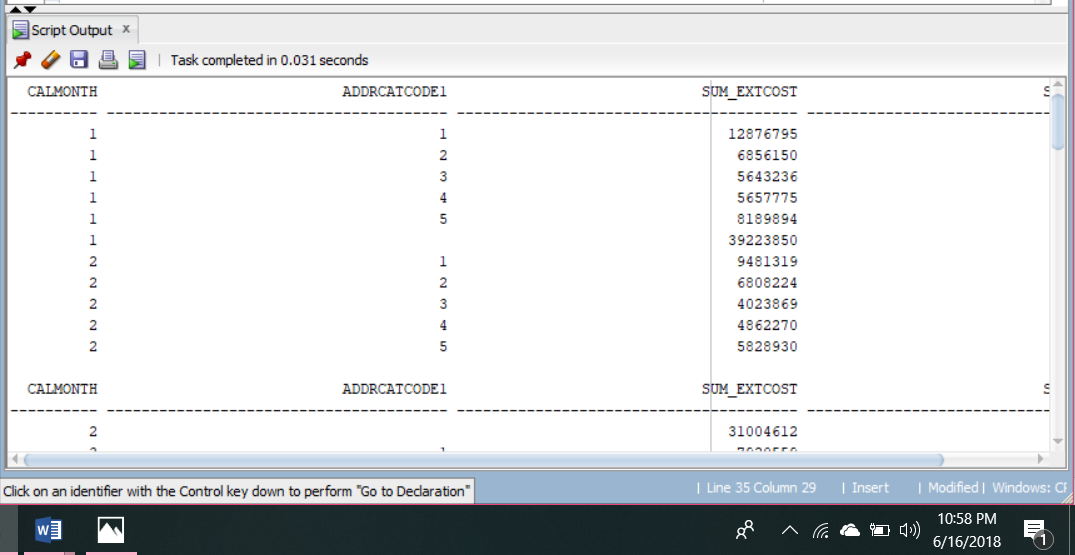 Script Output x
Task completed in 0.031 seconds
CALMONTH ADDRCATCODE1 SUM_EXTCOST S
---------- --------------------------------------- --------------------------------------- ----------------------------
1 1 12876795
1 2 6856150
1 3 5643236
1 4 5657775
1 5 8189894
1 39223850
2 1 9481319
2 2 6808224
2 3 4023869
2 4 4862270
2 5 5828930
CALMONTH ADDRCATCODE1 SUM_EXTCOST S
---------- --------------------------------------- --------------------------------------- ----------------------------
2 31004612
Click on an identifier with the Control key down to perform "Go to Declaration" | Line 35 Column 29 | Insert | Modified | Windows:
W
10:58 PM
6/16/2018
1